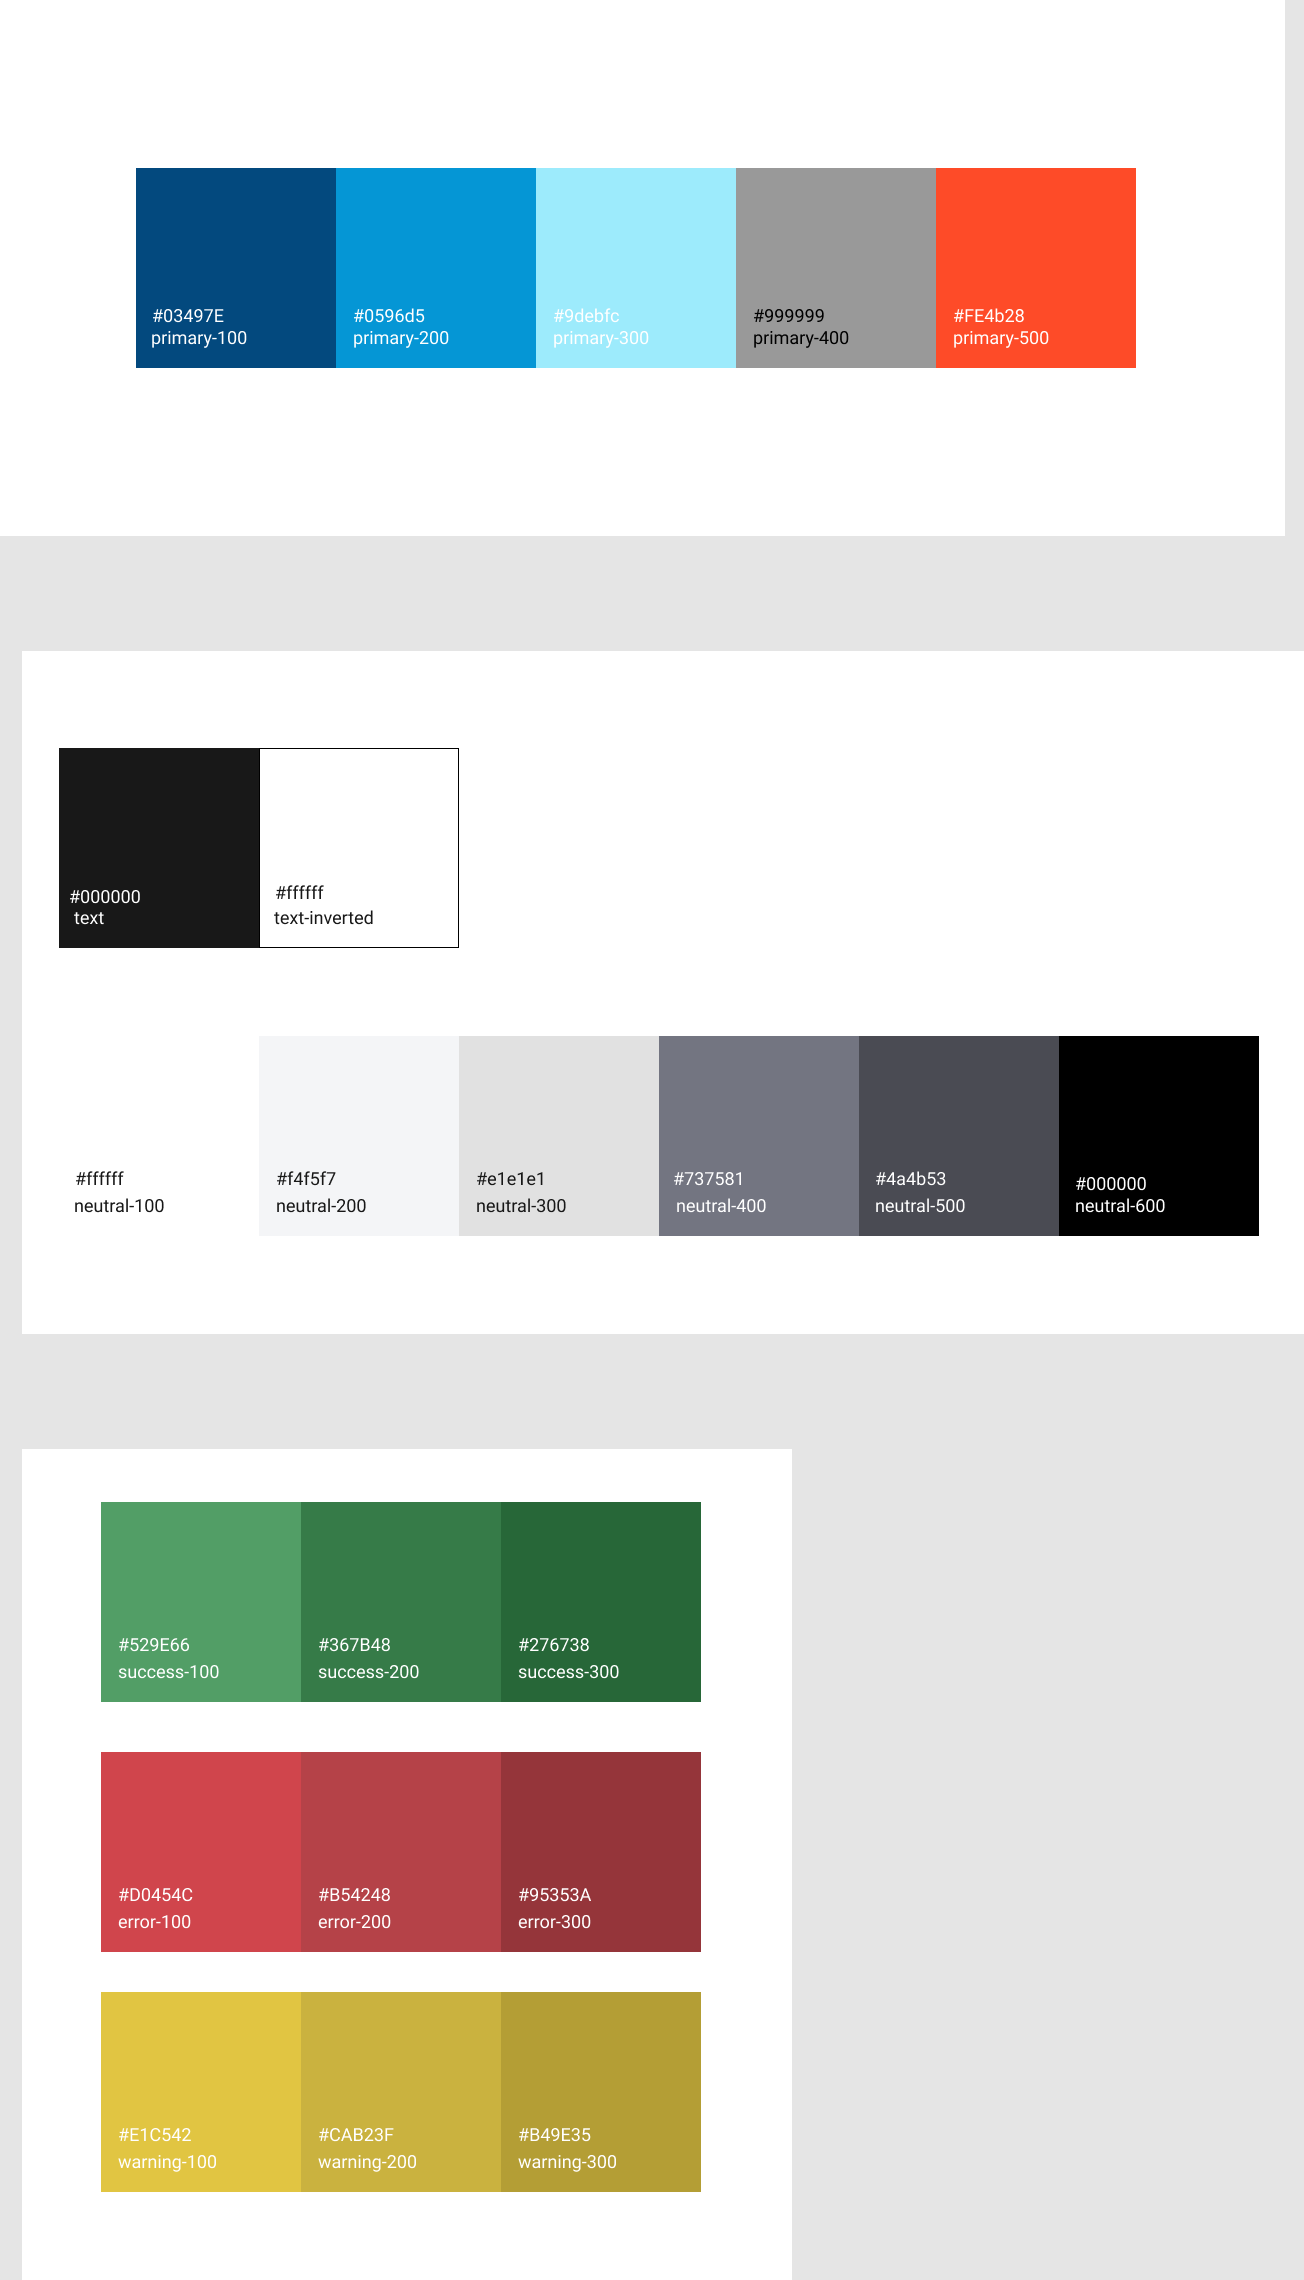 #03497E
primary-100
#0596d5
primary-200
#9debfc
primary-300
#999999
primary-400
#FE4b28
primary-500
#000000
text
#ffffff
text-inverted
#ffffff
neutral-100
#f4f5f7
neutral-200
#e1e1e1
neutral-300
#737581
neutral-400
#4a4b53
neutral-500
#000000
neutral-600
#529E66
success-100
#367B48
success-200
#276738
success-300
#D0454C
error-100
#B54248
error-200
#95353A
error-300
#E1C542
warning-100
#CAB23F
warning-200
#B49E35
warning-300